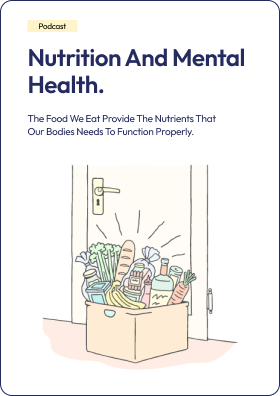 Podcast
Nutrition And Mental
Health.
The Food We Eat Provide The Nutrients That
Our Bodies Needs To Function Properly.